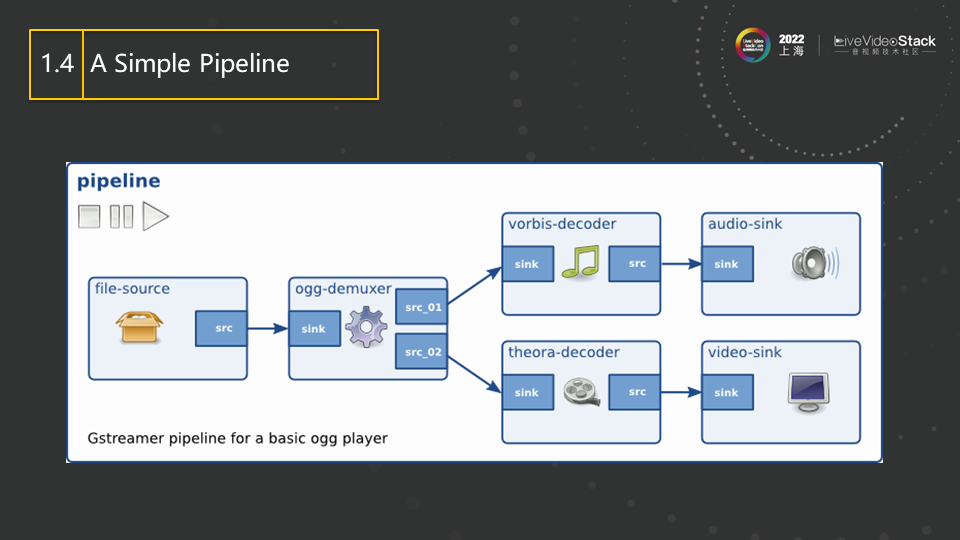 1.4 A Simple Pipeline
2022
上海
LiveVideoStack
音视频技术社区
pipeline
file-source
src
ogg-demuxer
sink
src_01
src_02
vorbis-decoder
sink
src
audio-sink
sink
theora-decoder
sink
src
video-sink
sink
Gstreamer pipeline for a basic ogg player